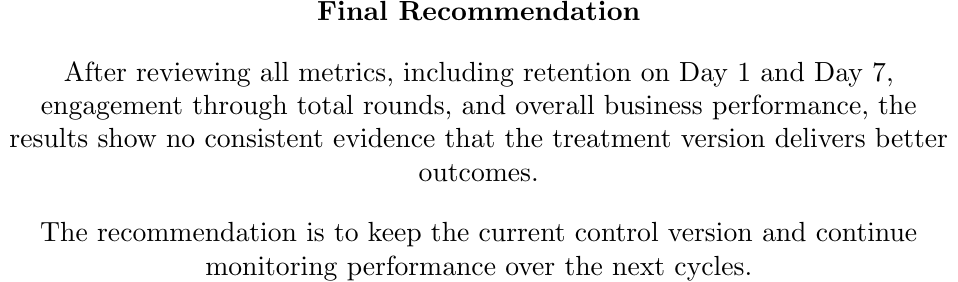 Final Recommendation
After reviewing all metrics, including retention on Day 1 and Day 7,
engagement through total rounds, and overall business performance, the
results show no consistent evidence that the treatment version delivers better
outcomes.
The recommendation is to keep the current control version and continue
monitoring performance over the next cycles.